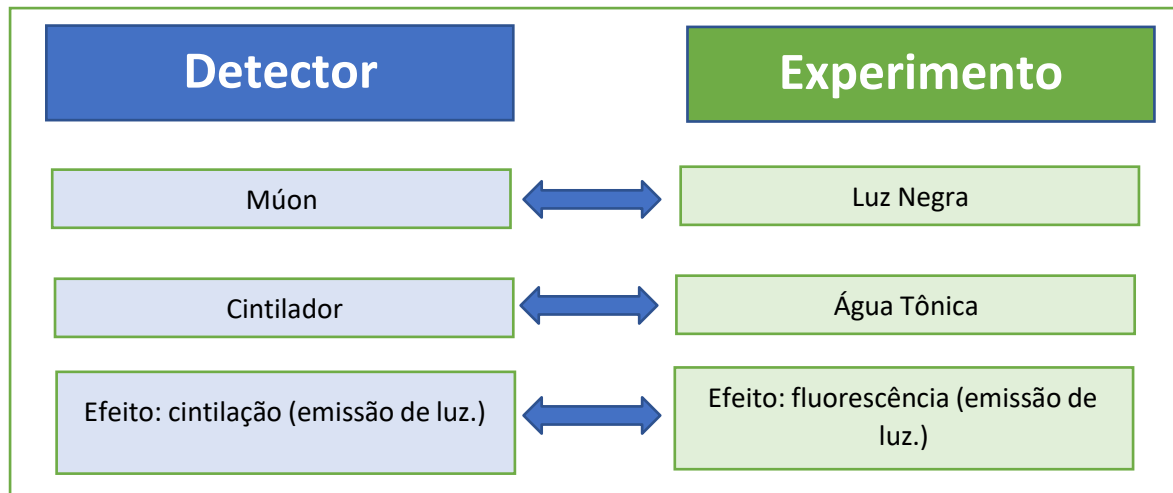 Detector
Experimento
Múon
Luz Negra
Cintilador
Água Tônica
Efeito: cintilação (emissão de luz.)
Efeito: fluorescência (emissão de
luz.)